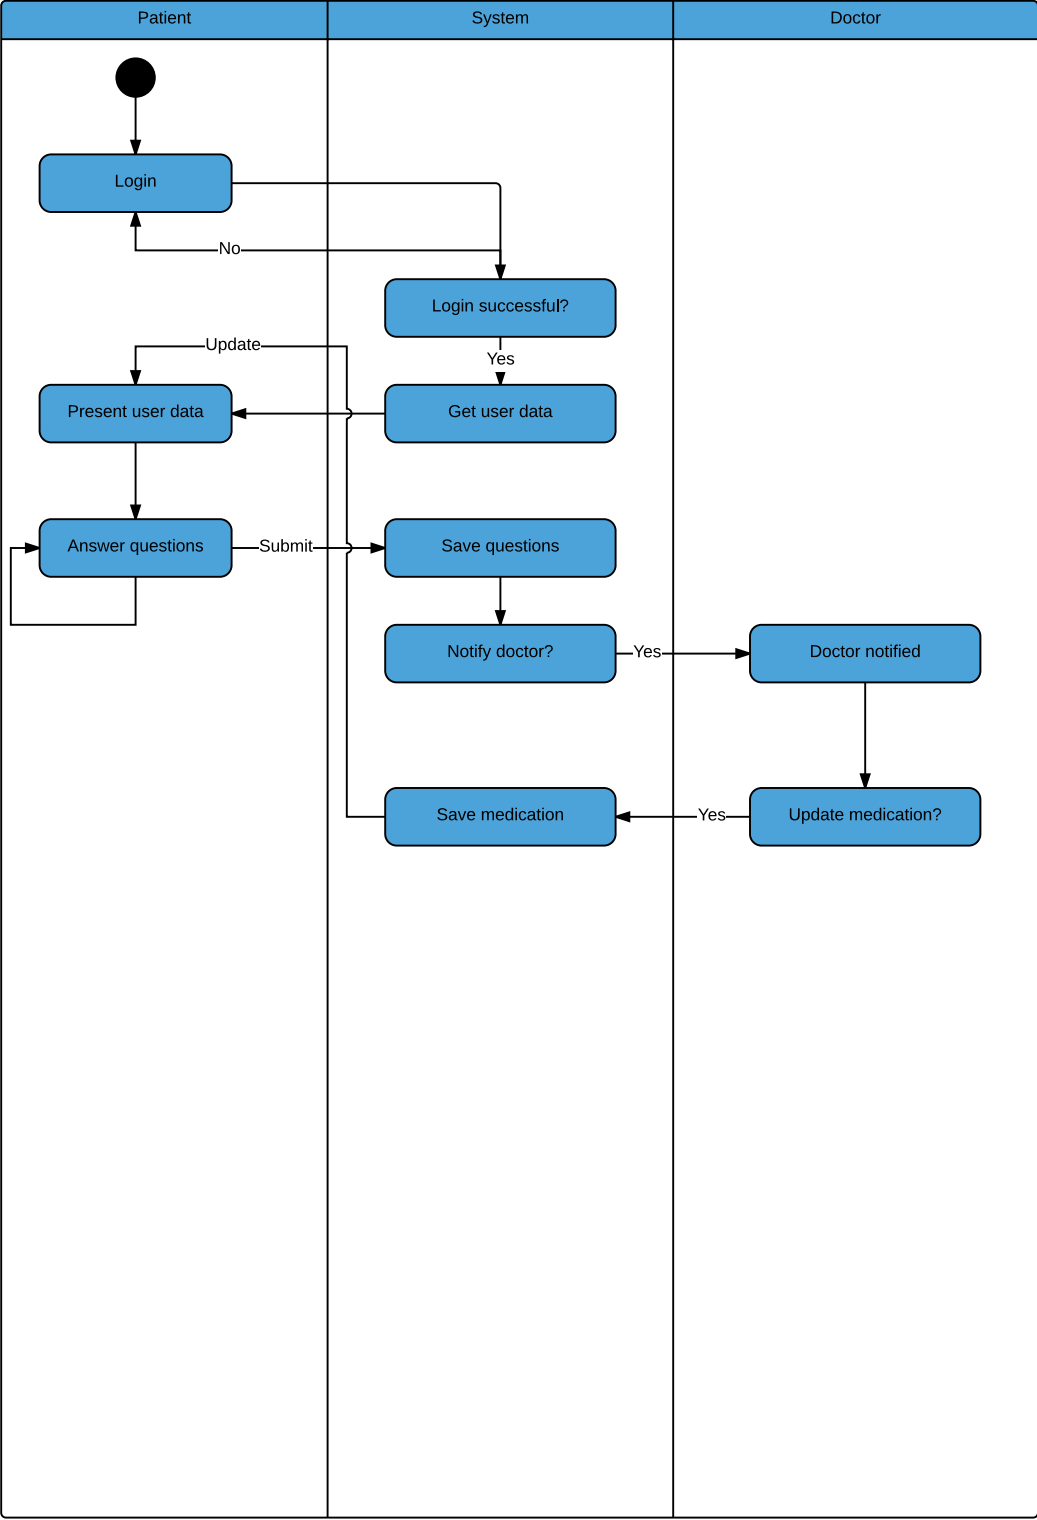 Patient
System
Doctor
Login
No
Login successful?
Update
Yes
Present user data
Get user data
Answer questions
Submit
Save questions
Notify doctor?
Yes
Doctor notified
Save medication
Yes
Update medication?